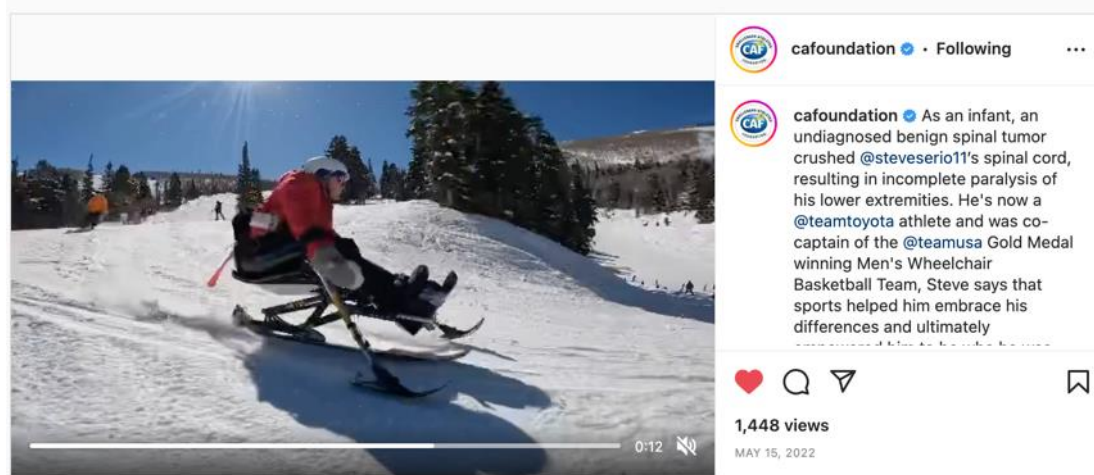 cafoundation • Following
CAF
cafoundation As an infant, an
undiagnosed benign spinal tumor
crushed @steveserio11's spinal cord,
resulting in incomplete paralysis of
his lower extremities. He's now a
@teamtoyota athlete and was co-
captain of the @teamusa Gold Medal
winning Men's Wheelchair
Basketball Team, Steve says that
sports helped him embrace his
differences and ultimately
0:12
1,448 views
MAY 15, 2022